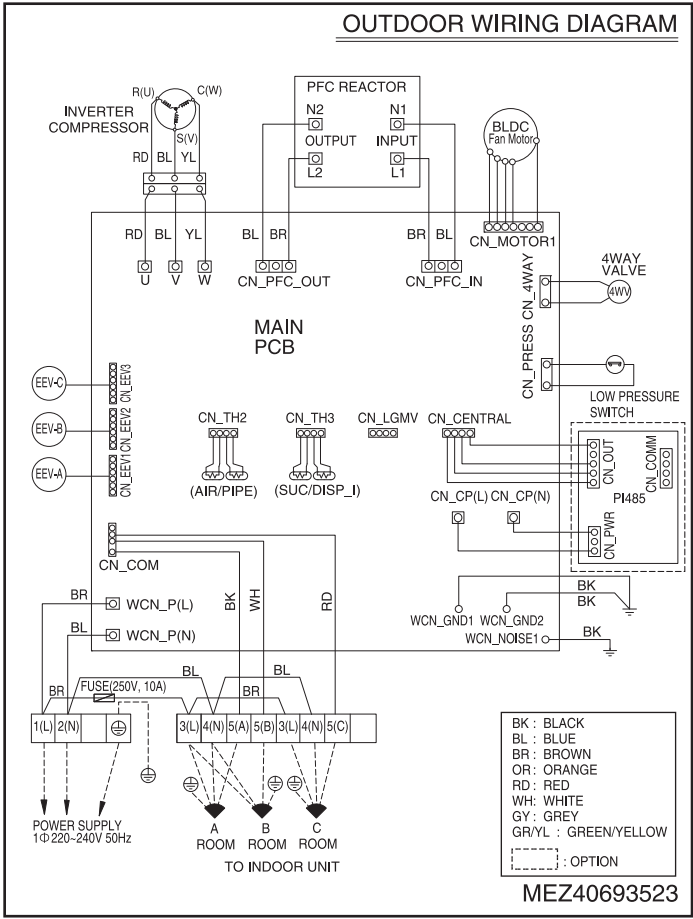 OUTDOOR WIRING DIAGRAM
PFC REACTOR
R(U)
C(W)
N2
N1
INVERTER
COMPRESSOR
BLDC
Fan Motor
OUTPUT
INPUT
S(V)
L2
L1
RD
BL
YL
RD
BL
YL
BL
BR
BR
BL
CN_MOTOR1
U
V
W
CN_PFC_OUT
CN_PFC_IN
CN_4WAY
4WAY
VALVE
4WV
MAIN
PCB
CN_PRESS
LOW PRESSURE
SWITCH
EEV-C
CN_EEV3
EEV-B
CN_EEV2
EEV-A
CN_EEV1
CN_TH2
CN_TH3
CN_LGMV
CN_CENTRAL
(AIR/PIPE)
(SUC/DISP_I)
CN_OUT
CN_COMM
PI485
CN_CP(L)
CN_CP(N)
CN_PWR
CN_COM
BR
WCN_P(L)
BK
WH
RD
BL
WCN_P(N)
BK
BK
WCN_GND1
WCN_GND2
WCN_NOISE1
BK
BR
FUSE(250V, 10A)
BL
BR
BL
1(L)
2(N)
3(L)
4(N)
5(A)
5(B)
3(L)
4(N)
5(C)
POWER SUPPLY
1Φ 220~240V 50Hz
A
ROOM
B
ROOM
C
ROOM
TO INDOOR UNIT
BK : BLACK
BL : BLUE
BR : BROWN
OR : ORANGE
RD : RED
WH: WHITE
GY : GREY
GR/YL : GREEN/YELLOW
: OPTION
MEZ40693523